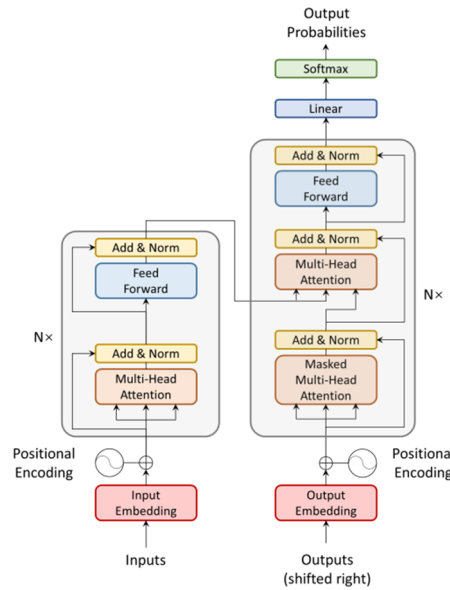 Output
Probabilities
Softmax
Linear
Add & Norm
Feed
Forward
Add & Norm
Multi-Head
Attention
Add & Norm
Masked
Multi-Head
Attention
N×
Add & Norm
Feed
Forward
Add & Norm
Multi-Head
Attention
N×
Positional
Encoding
Input
Embedding
Inputs
Positional
Encoding
Output
Embedding
Outputs
(shifted right)